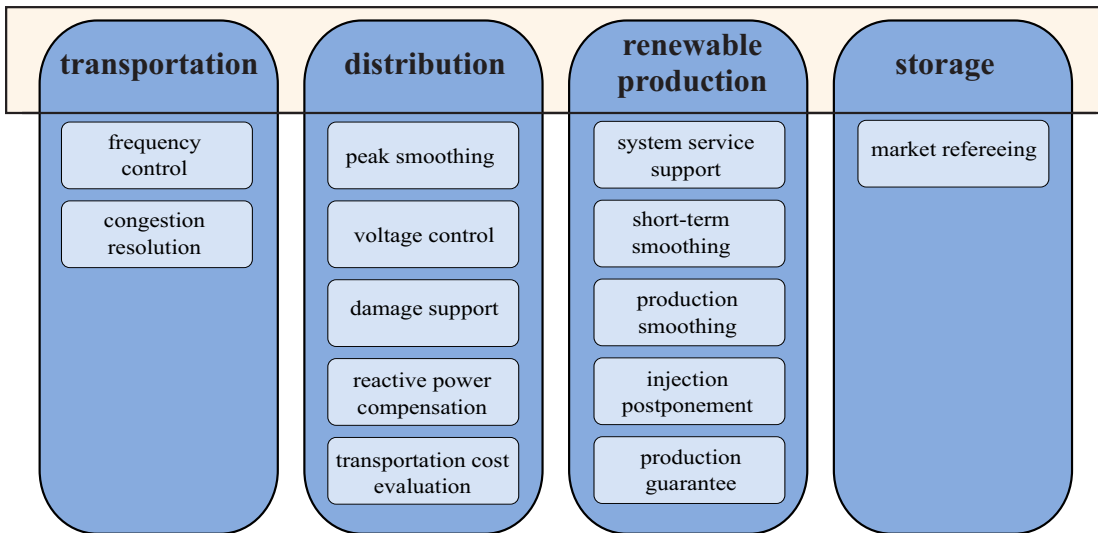 transportation
frequency
control
congestion
resolution
distribution
peak smoothing
voltage control
damage support
reactive power
compensation
transportation cost
evaluation
renewable
production
system service
support
short-term
smoothing
production
smoothing
injection
postponement
production
guarantee
storage
market refereeing